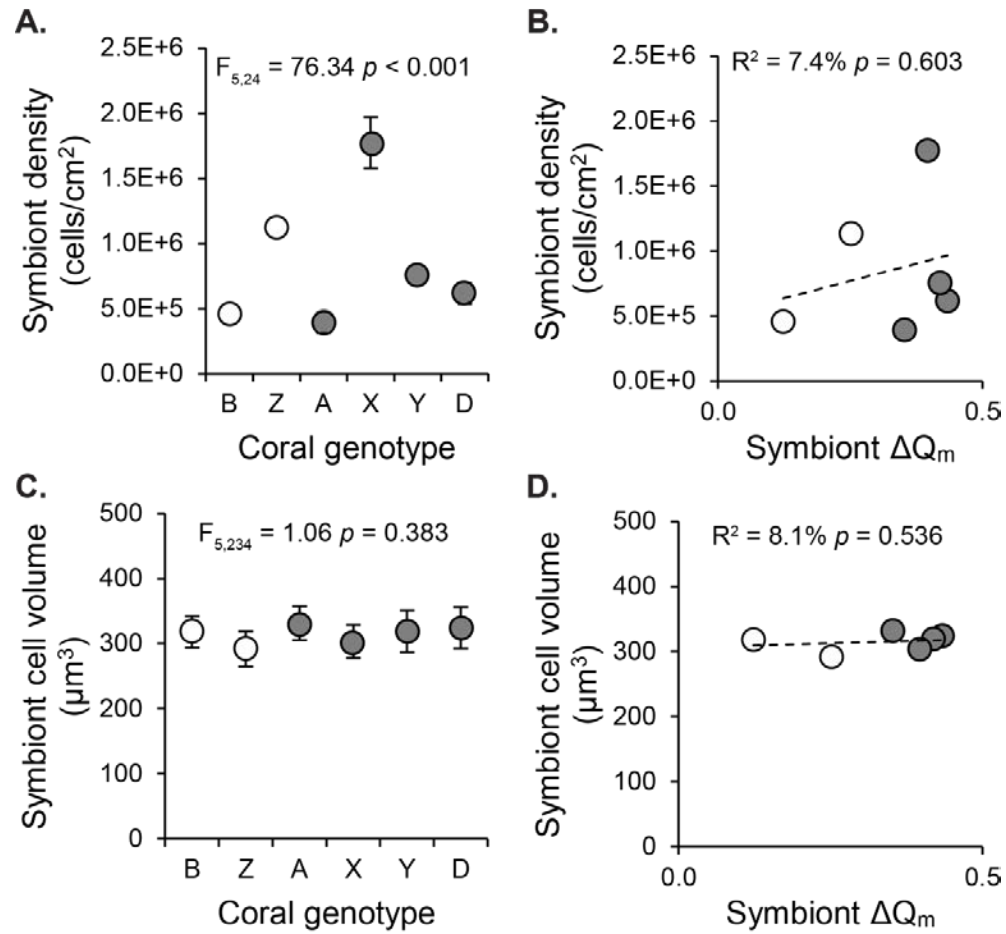 A.
F5,24 = 76.34 p < 0.001
Symbiont density
(cells/cm²)
2.5E+6
2.0E+6
1.5E+6
1.0E+6
5.0E+5
0.0E+0
B Z A X Y D
Coral genotype
B.
R² = 7.4% p = 0.603
Symbiont density
(cells/cm²)
2.5E+6
2.0E+6
1.5E+6
1.0E+6
5.0E+5
0.0E+0
0.0 0.5
Symbiont ΔQm
C.
F5,234 = 1.06 p = 0.383
Symbiont cell volume
(µm³)
500
400
300
200
100
0
B Z A X Y D
Coral genotype
D.
R² = 8.1% p = 0.536
Symbiont cell volume
(µm³)
500
400
300
200
100
0
0.0 0.5
Symbiont ΔQm